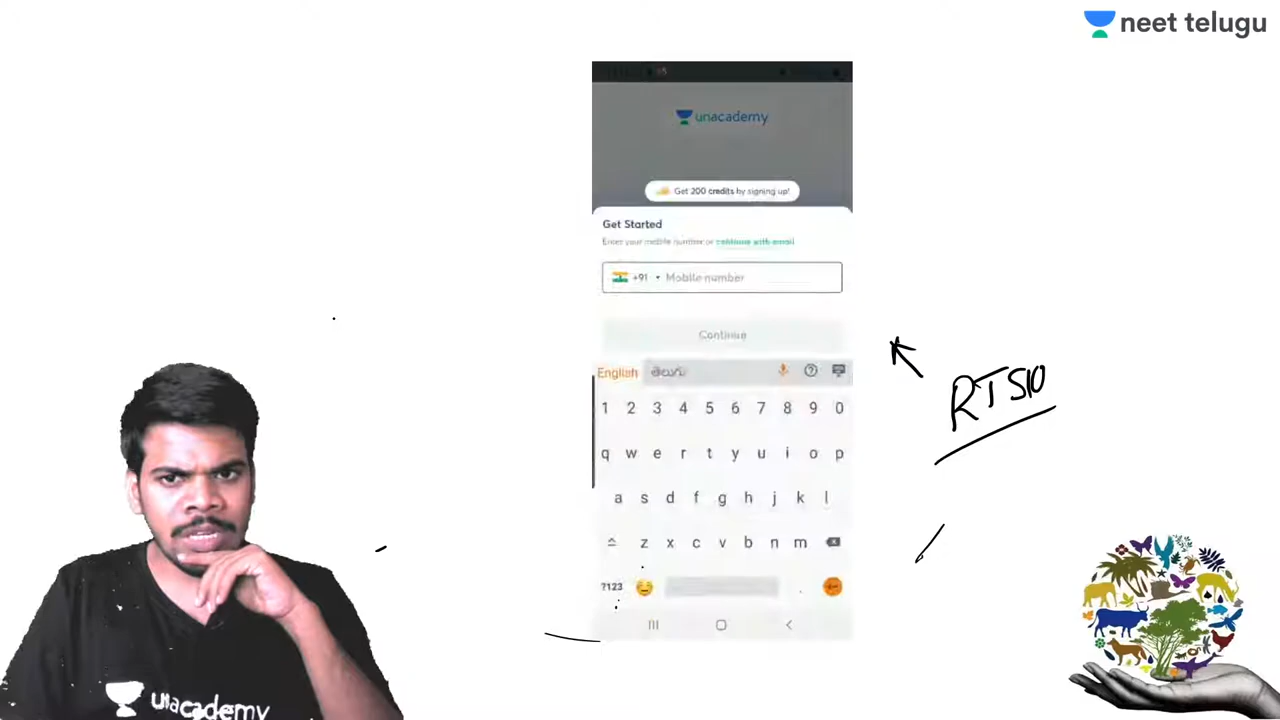 neet telugu
unacademy
Get 200 credits by signing up!
Get Started
Enter your mobile number or continue with email
+91 Mobile number
Continue
English తెలుగు
RTS10
1 2 3 4 5 6 7 8 9 0
q w e r t y u i o p
a s d f g h j k l
z x c v b n m
?123 .
unacademy